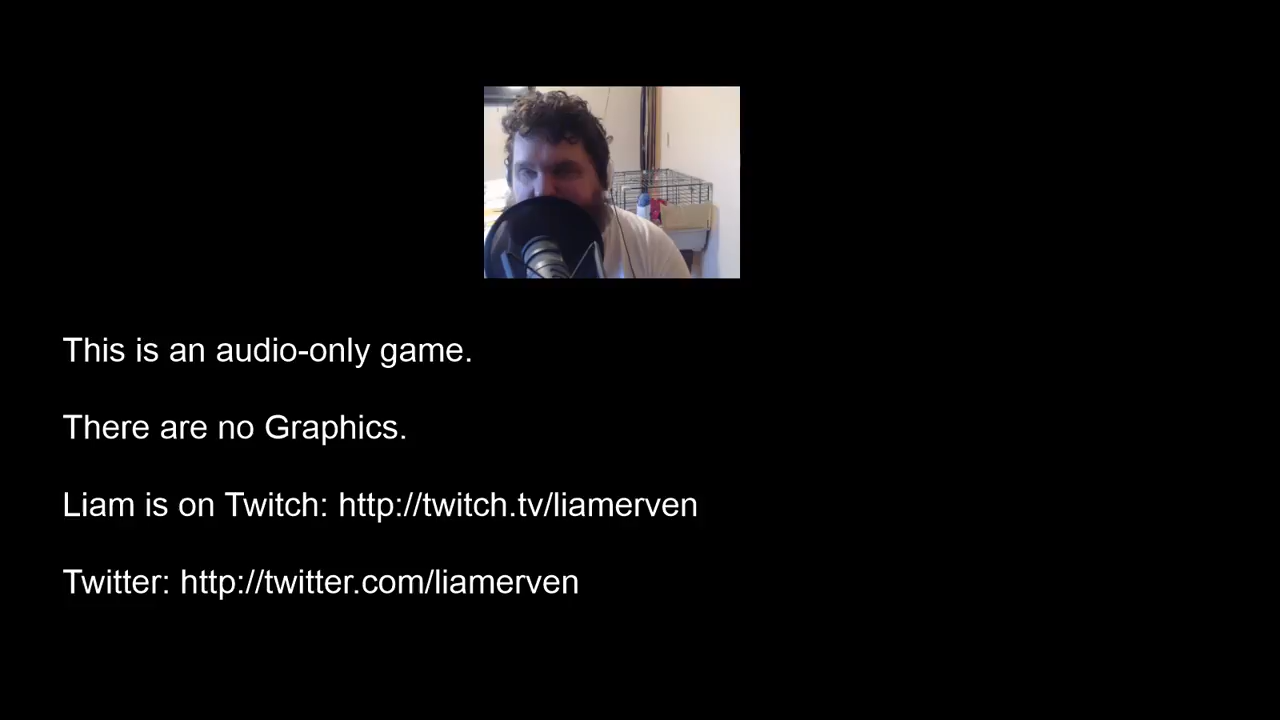 This is an audio-only game.
There are no Graphics.
Liam is on Twitch: http://twitch.tv/liamerven
Twitter: http://twitter.com/liamerven